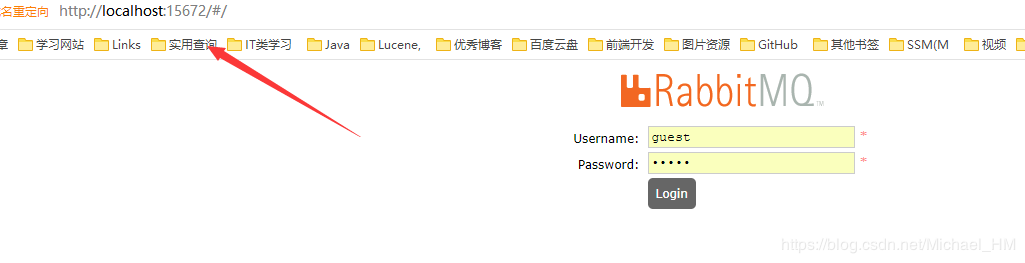 名重定向 http://localhost:15672/#/
章 学习网站 Links 实用查询 IT类学习 Java Lucene, 优秀博客 百度云盘 前端开发 图片资源 GitHub 其他书签 SSM(M 视频
RabbitMQ TM
Username: guest *
Password: ••••• *
Login
https://blog.csdn.net/Michael_HM